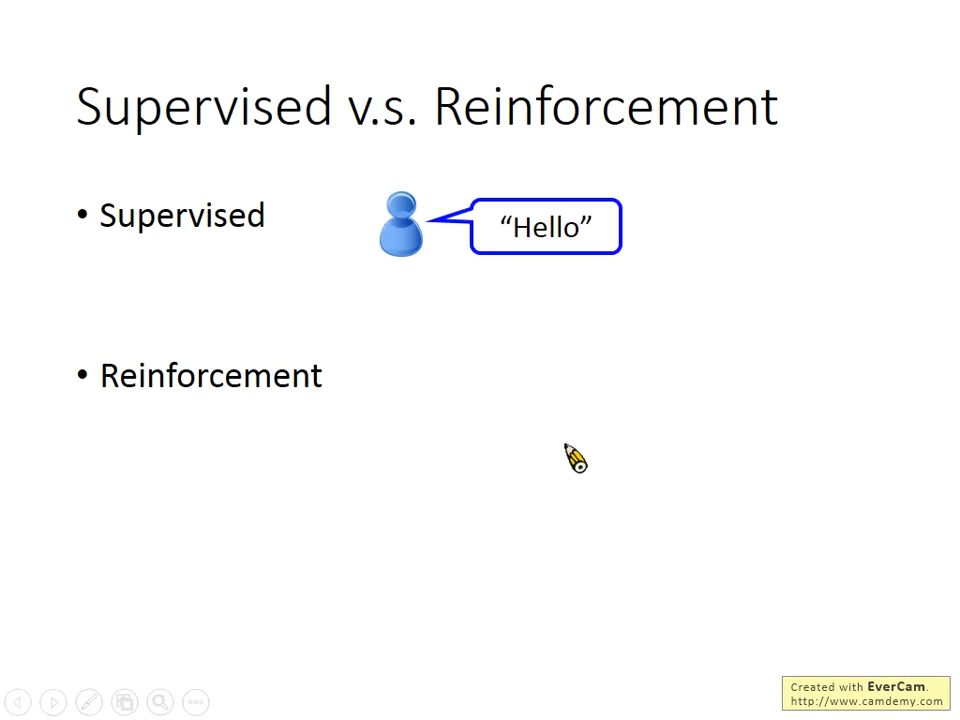 Supervised v.s. Reinforcement
• Supervised
“Hello”
• Reinforcement
Created with EverCam.
http://www.camdemy.com